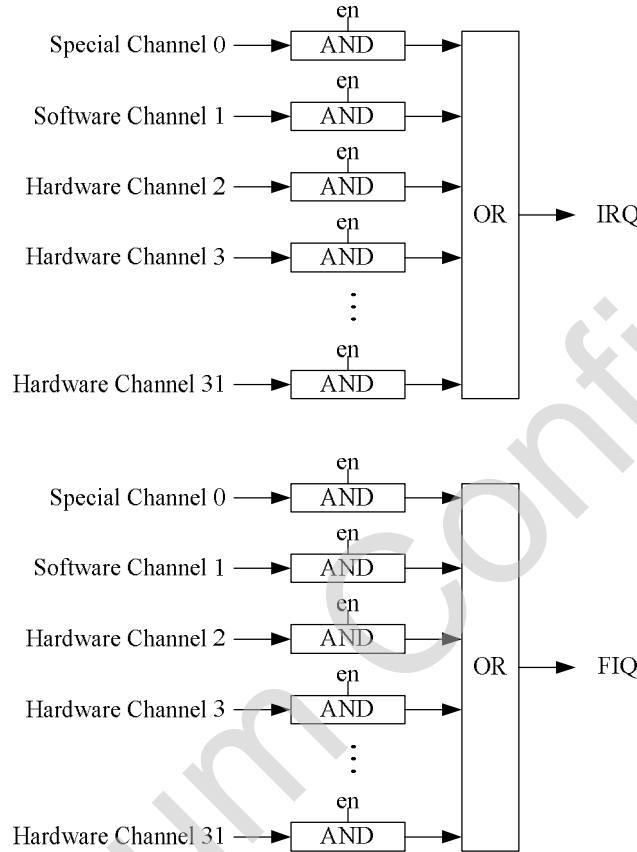 en
Special Channel 0 AND
en
Software Channel 1 AND
en
Hardware Channel 2 AND
OR IRQ
en
Hardware Channel 3 AND
en
Hardware Channel 31 AND
en
Special Channel 0 AND
en
Software Channel 1 AND
en
Hardware Channel 2 AND
OR FIQ
en
Hardware Channel 3 AND
en
Hardware Channel 31 AND
um Confi